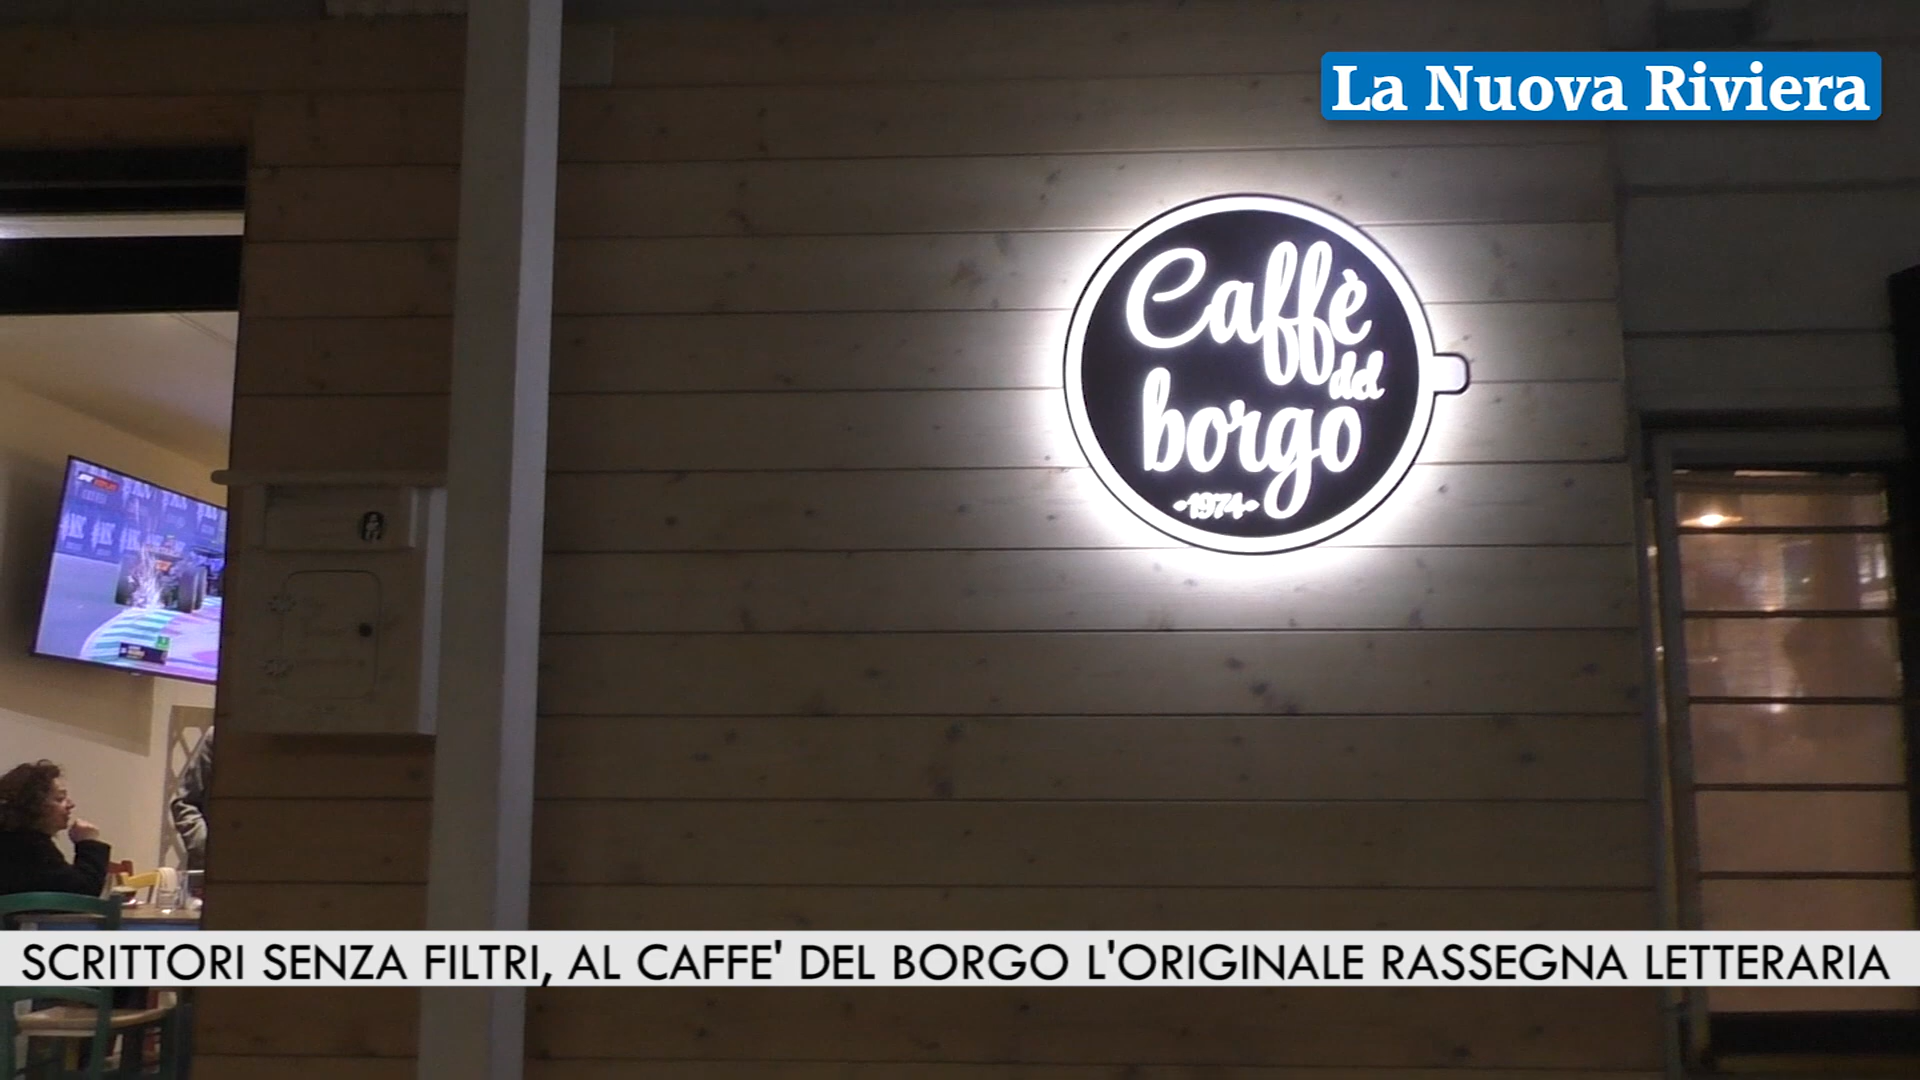 La Nuova Riviera
Caffè
del
borgo
-1974-
SCRITTORI SENZA FILTRI, AL CAFFE' DEL BORGO L'ORIGINALE RASSEGNA LETTERARIA